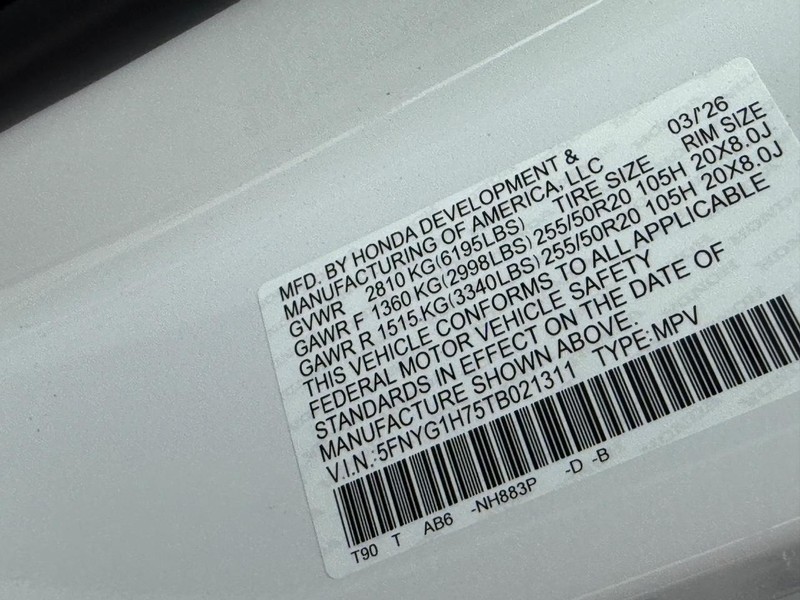 03/'26
MFD. BY HONDA DEVELOPMENT &
MANUFACTURING OF AMERICA, LLC
GVWR 2810 KG(6195LBS) TIRE SIZE RIM SIZE
GAWR F 1360 KG(2998LBS) 255/50R20 105H 20X8.0J
GAWR R 1515 KG(3340LBS) 255/50R20 105H 20X8.0J
THIS VEHICLE CONFORMS TO ALL APPLICABLE
FEDERAL MOTOR VEHICLE SAFETY
STANDARDS IN EFFECT ON THE DATE OF
MANUFACTURE SHOWN ABOVE.
V.I.N.:5FNYG1H75TB021311 TYPE:MPV
T90 T AB6 -NH883P -D -B